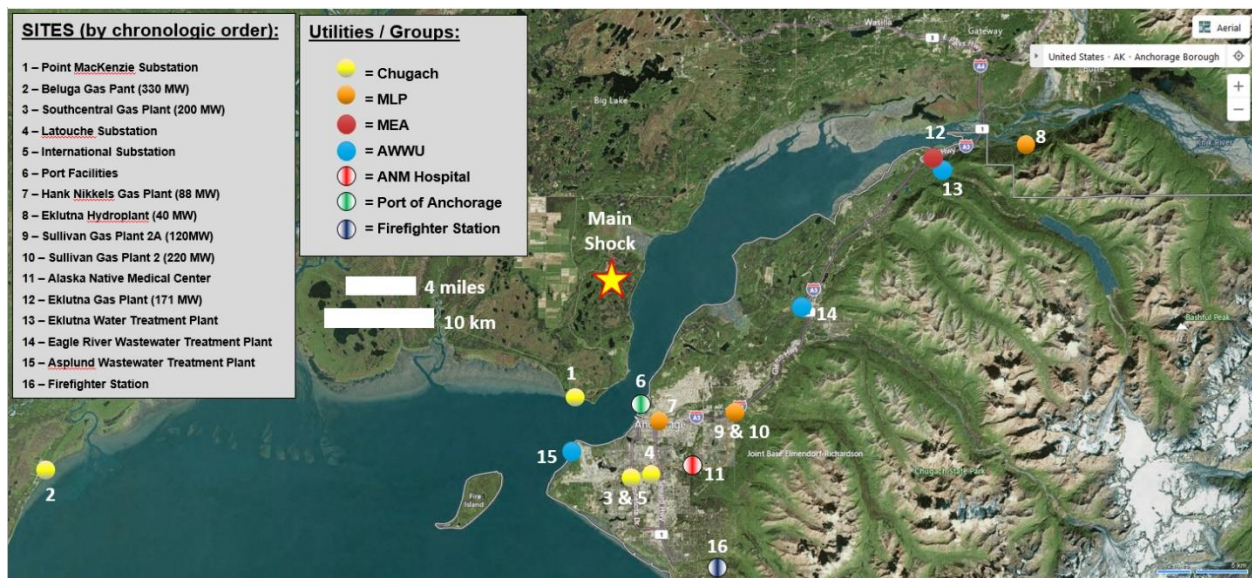 SITES (by chronologic order):
1 – Point MacKenzie Substation
2 – Beluga Gas Pant (330 MW)
3 – Southcentral Gas Plant (200 MW)
4 – Latouche Substation
5 – International Substation
6 – Port Facilities
7 – Hank Nikkels Gas Plant (88 MW)
8 – Eklutna Hydroplant (40 MW)
9 – Sullivan Gas Plant 2A (120MW)
10 – Sullivan Gas Plant 2 (220 MW)
11 – Alaska Native Medical Center
12 – Eklutna Gas Plant (171 MW)
13 – Eklutna Water Treatment Plant
14 – Eagle River Wastewater Treatment Plant
15 – Asplund Wastewater Treatment Plant
16 – Firefighter Station
Utilities / Groups:
= Chugach
= MLP
= MEA
= AWWU
= ANM Hospital
= Port of Anchorage
= Firefighter Station
4 miles
10 km
Main
Shock
Big Lake
Wasilla
Gateway
Aerial
United States - AK - Anchorage Borough
+
−
12
8
13
14
1
6
7
9 & 10
15
4
3 & 5
11
2
16
Fire
Island
Joint Base Elmendorf-Richardson
Chugach State Park
Bashful Peak
Knik River
5 km